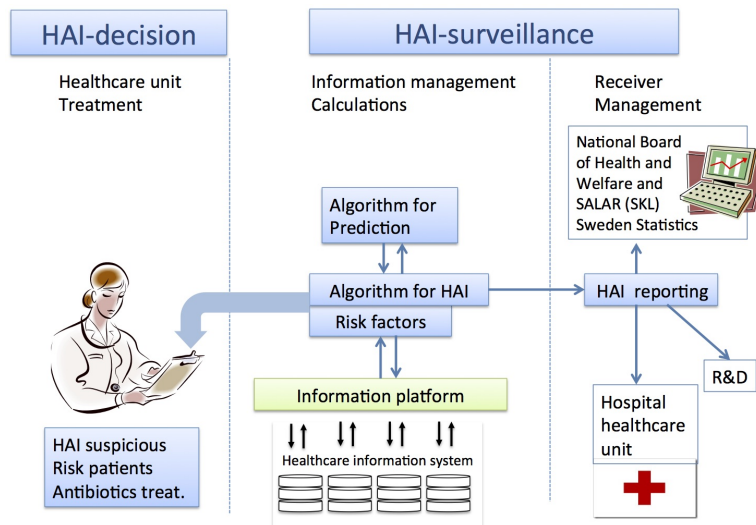 HAI-decision
HAI-surveillance
Healthcare unit
Treatment
Information management
Calculations
Receiver
Management
National Board
of Health and
Welfare and
SALAR (SKL)
Sweden Statistics
Algorithm for
Prediction
Algorithm for HAI
Risk factors
HAI reporting
Information platform
Healthcare information system
R&D
Hospital
healthcare
unit
HAI suspicious
Risk patients
Antibiotics treat.